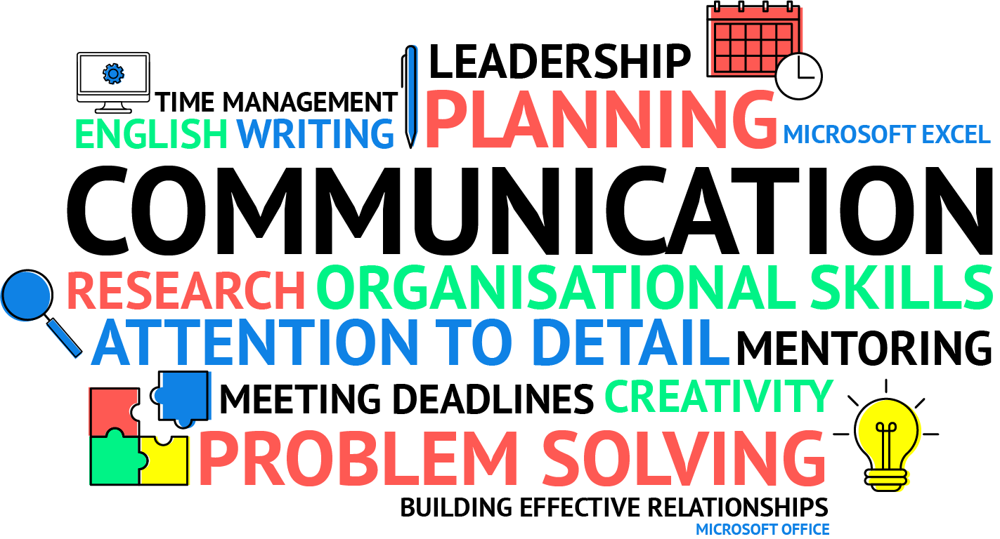 LEADERSHIP
TIME MANAGEMENT
PLANNING
ENGLISH WRITING
MICROSOFT EXCEL
COMMUNICATION
RESEARCH ORGANISATIONAL SKILLS
ATTENTION TO DETAIL MENTORING
MEETING DEADLINES CREATIVITY
PROBLEM SOLVING
BUILDING EFFECTIVE RELATIONSHIPS
MICROSOFT OFFICE